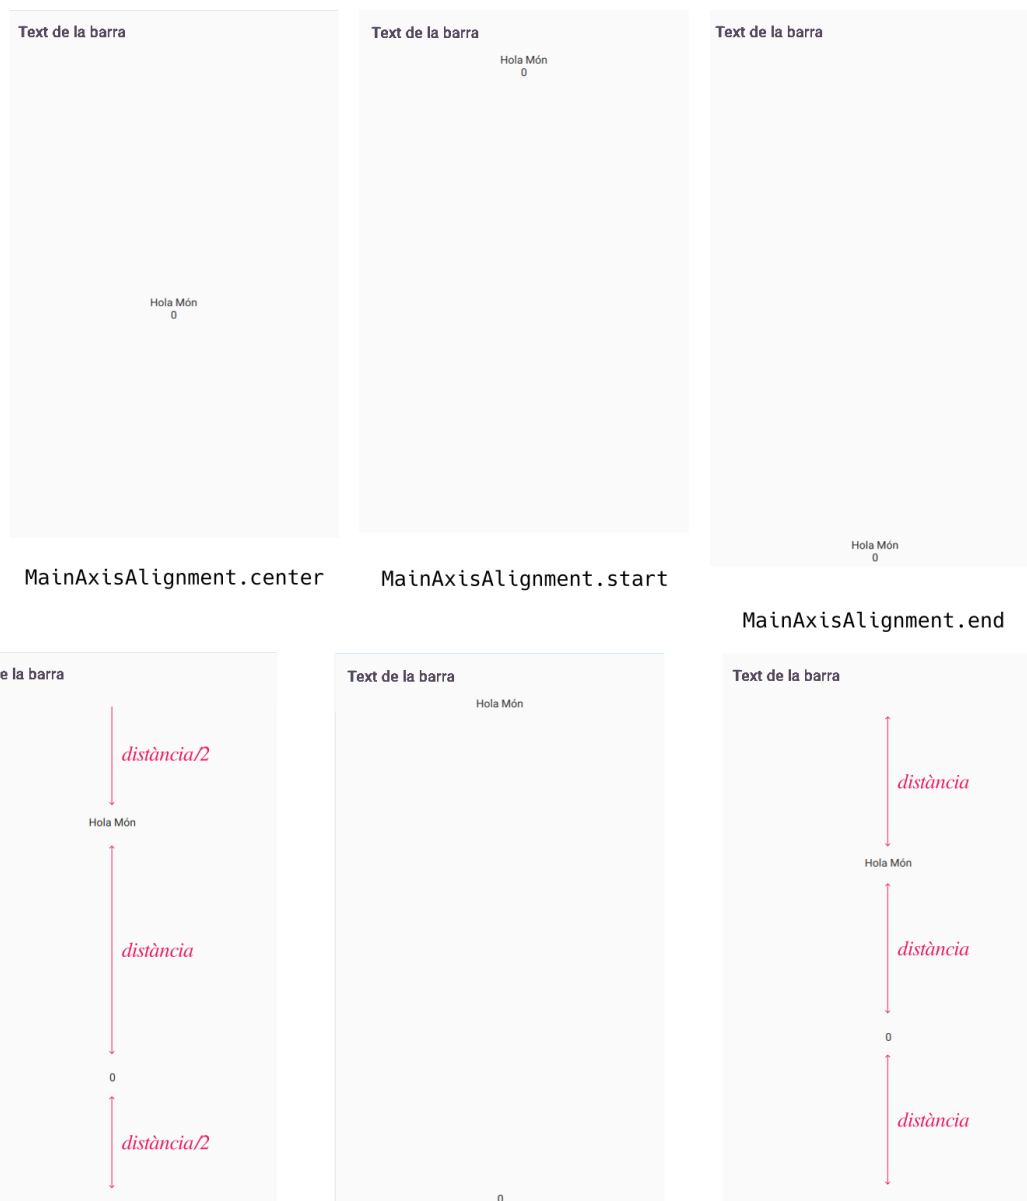 Text de la barra
Hola Món
0
MainAxisAlignment.center
Text de la barra
Hola Món
0
MainAxisAlignment.start
Text de la barra
Hola Món
0
MainAxisAlignment.end
e la barra
distància/2
Hola Món
distància
0
distància/2
Text de la barra
Hola Món
0
Text de la barra
distància
Hola Món
distància
0
distància